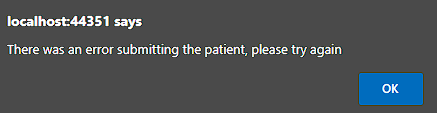 localhost:44351 says
There was an error submitting the patient, please try again
OK